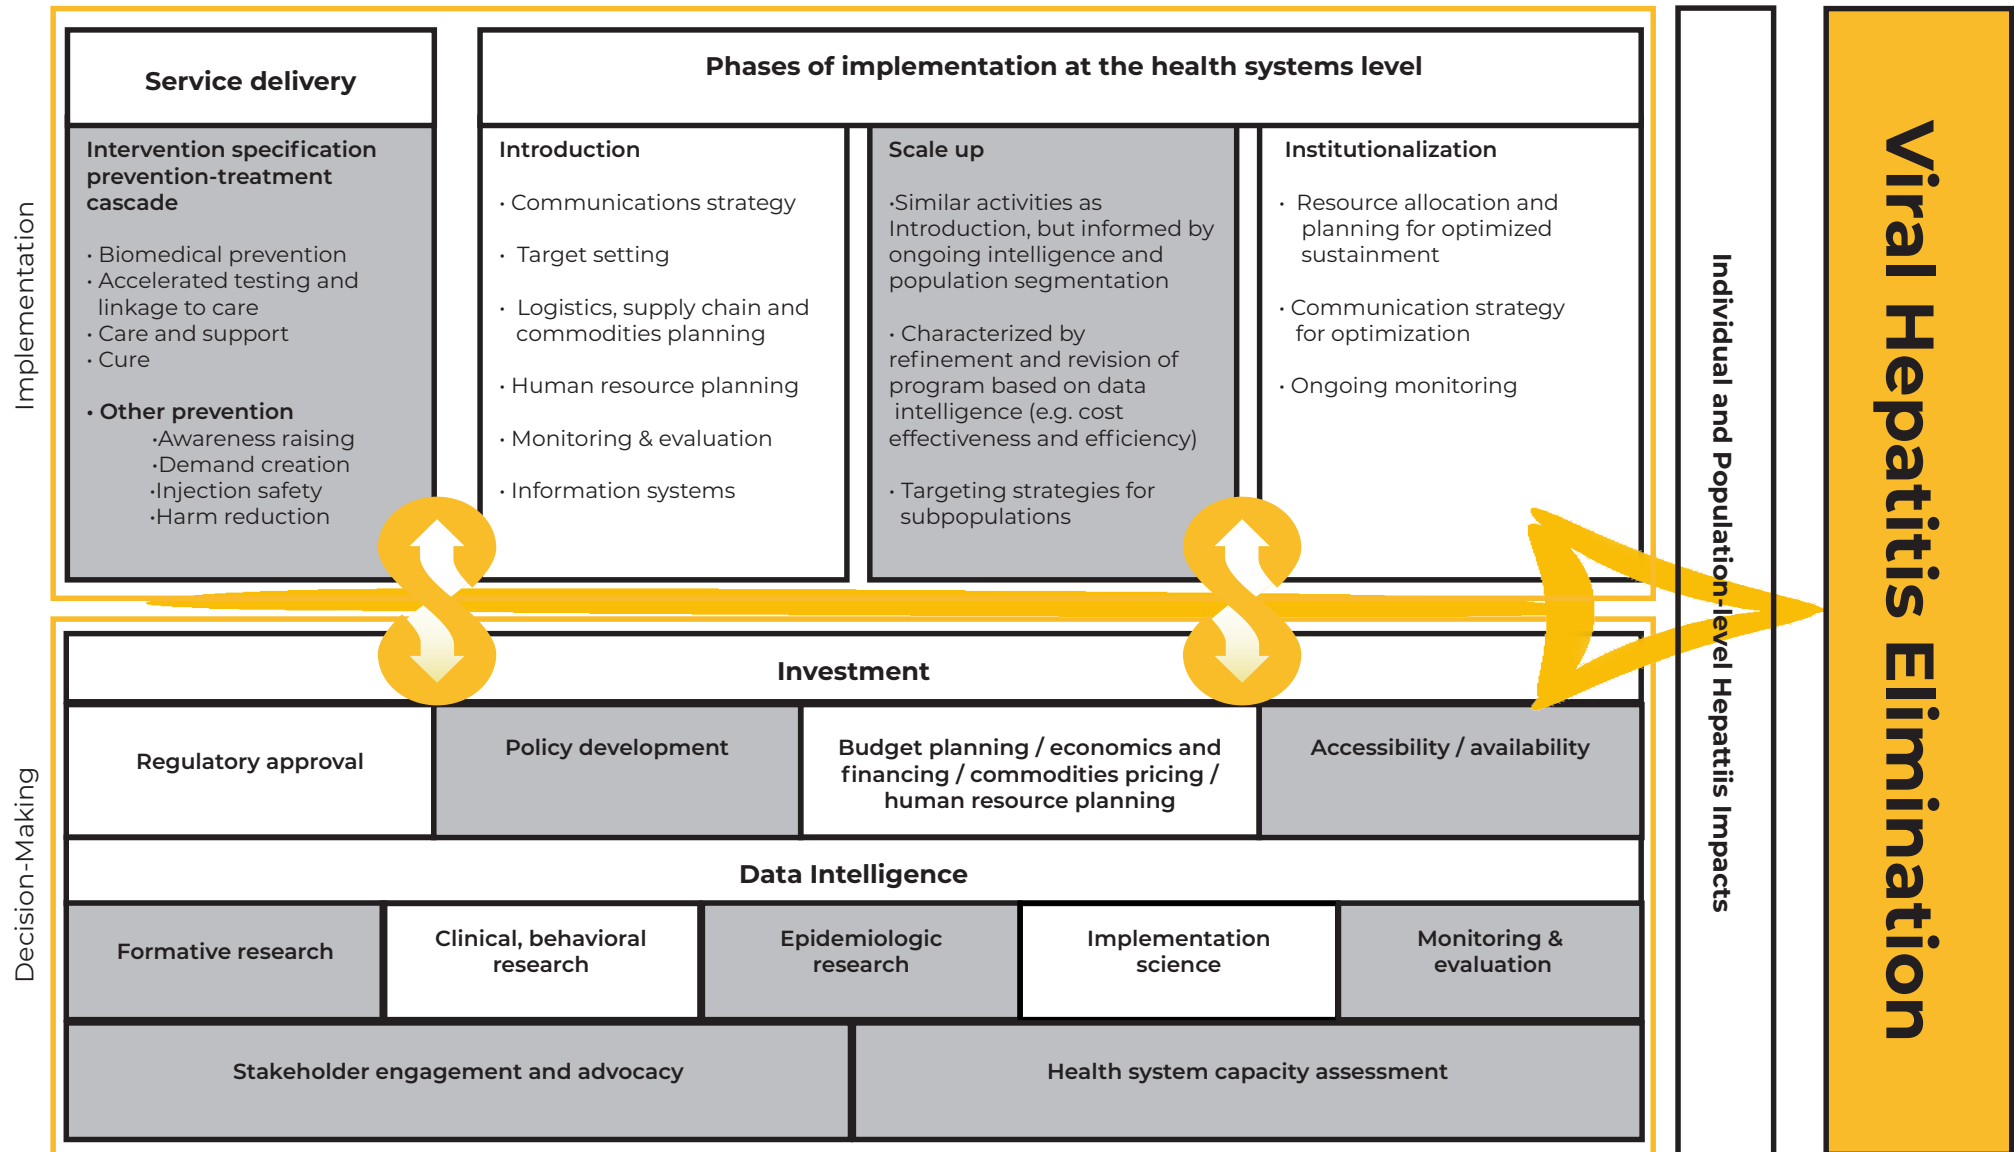 Implementation
Service delivery
Intervention specification
prevention-treatment
cascade
· Biomedical prevention
· Accelerated testing and
linkage to care
· Care and support
· Cure
· Other prevention
·Awareness raising
·Demand creation
·Injection safety
·Harm reduction
Phases of implementation at the health systems level
Introduction
· Communications strategy
· Target setting
· Logistics, supply chain and
commodities planning
· Human resource planning
· Monitoring & evaluation
· Information systems
Scale up
·Similar activities as
Introduction, but informed by
ongoing intelligence and
population segmentation
· Characterized by
refinement and revision of
program based on data
intelligence (e.g. cost
effectiveness and efficiency)
· Targeting strategies for
subpopulations
Institutionalization
· Resource allocation and
planning for optimized
sustainment
· Communication strategy
for optimization
· Ongoing monitoring
Decision-Making
Investment
Regulatory approval
Policy development
Budget planning / economics and
financing / commodities pricing /
human resource planning
Accessibility / availability
Data Intelligence
Formative research
Clinical, behavioral
research
Epidemiologic
research
Implementation
science
Monitoring &
evaluation
Stakeholder engagement and advocacy
Health system capacity assessment
Individual and Population-level Hepattiis Impacts
Viral Hepatitis Elimination